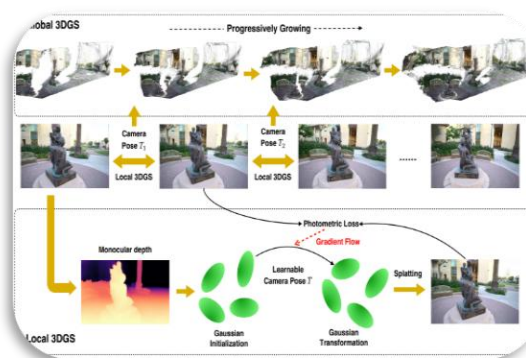 Global 3DGS
Progressively Growing
Camera
Pose T₁
Camera
Pose T₂
Local 3DGS
Local 3DGS
......
Photometric Loss
Gradient Flow
Monocular depth
Learnable
Camera Pose T
Splatting
Gaussian
Initialization
Gaussian
Transformation
Local 3DGS